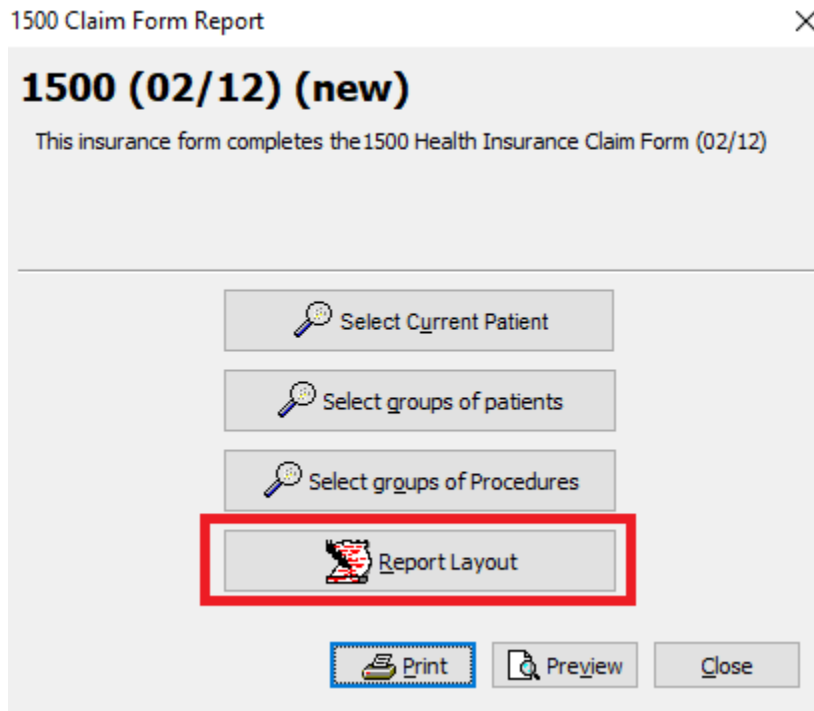 1500 Claim Form Report
1500 (02/12) (new)
This insurance form completes the1500 Health Insurance Claim Form (02/12)
Select Current Patient
Select groups of patients
Select groups of Procedures
Report Layout
Print Preview Close